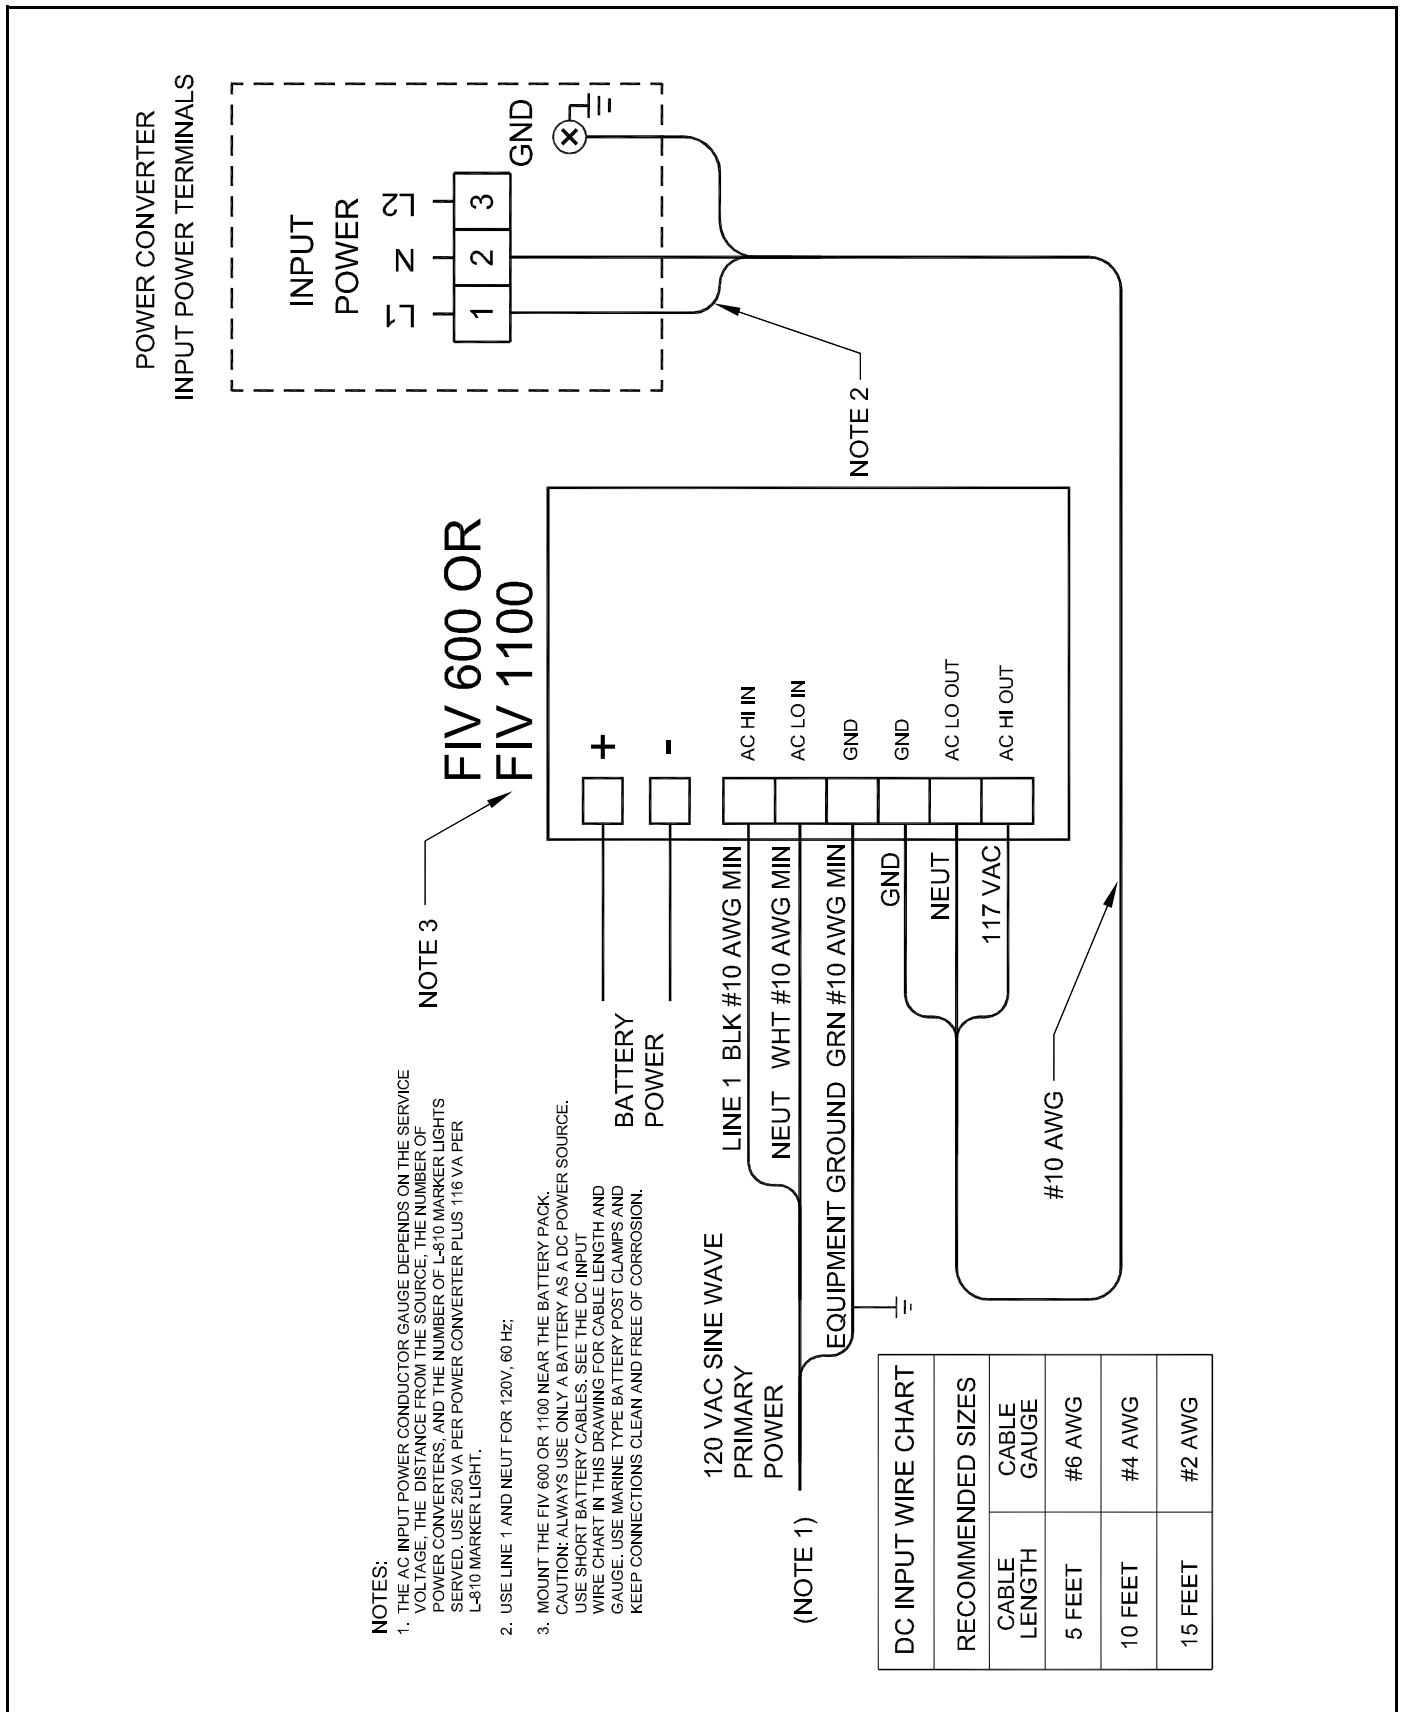 POWER CONVERTER
INPUT POWER TERMINALS
INPUT
POWER
L1
N
L2
1
2
3
GND
NOTE 2
FIV 600 OR
FIV 1100
NOTE 3
+
-
AC HI IN
AC LO IN
GND
GND
AC LO OUT
AC HI OUT
BATTERY
POWER
LINE 1 BLK #10 AWG MIN
NEUT WHT #10 AWG MIN
EQUIPMENT GROUND GRN #10 AWG MIN
GND
NEUT
117 VAC
#10 AWG
120 VAC SINE WAVE
PRIMARY
POWER
(NOTE 1)
NOTES:
1. THE AC INPUT POWER CONDUCTOR GAUGE DEPENDS ON THE SERVICE
VOLTAGE, THE DISTANCE FROM THE SOURCE, THE NUMBER OF
POWER CONVERTERS, AND THE NUMBER OF L-810 MARKER LIGHTS
SERVED. USE 250 VA PER POWER CONVERTER PLUS 116 VA PER
L-810 MARKER LIGHT.
2. USE LINE 1 AND NEUT FOR 120V, 60 Hz;
3. MOUNT THE FIV 600 OR 1100 NEAR THE BATTERY PACK.
CAUTION: ALWAYS USE ONLY A BATTERY AS A DC POWER SOURCE.
USE SHORT BATTERY CABLES. SEE THE DC INPUT
WIRE CHART IN THIS DRAWING FOR CABLE LENGTH AND
GAUGE. USE MARINE TYPE BATTERY POST CLAMPS AND
KEEP CONNECTIONS CLEAN AND FREE OF CORROSION.
DC INPUT WIRE CHART
RECOMMENDED SIZES
CABLE LENGTH CABLE GAUGE
5 FEET #6 AWG
10 FEET #4 AWG
15 FEET #2 AWG